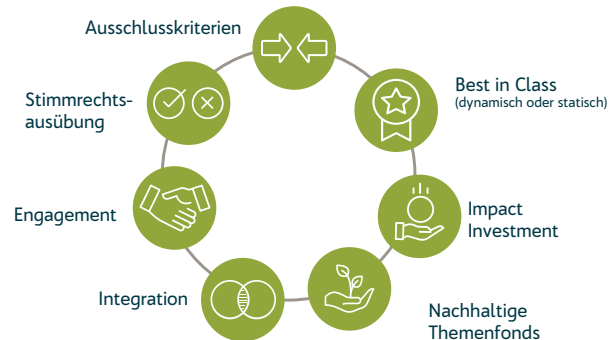 Ausschlusskriterien
Best in Class
(dynamisch oder statisch)
Impact
Investment
Nachhaltige
Themenfonds
Integration
Engagement
Stimmrechts-
ausübung